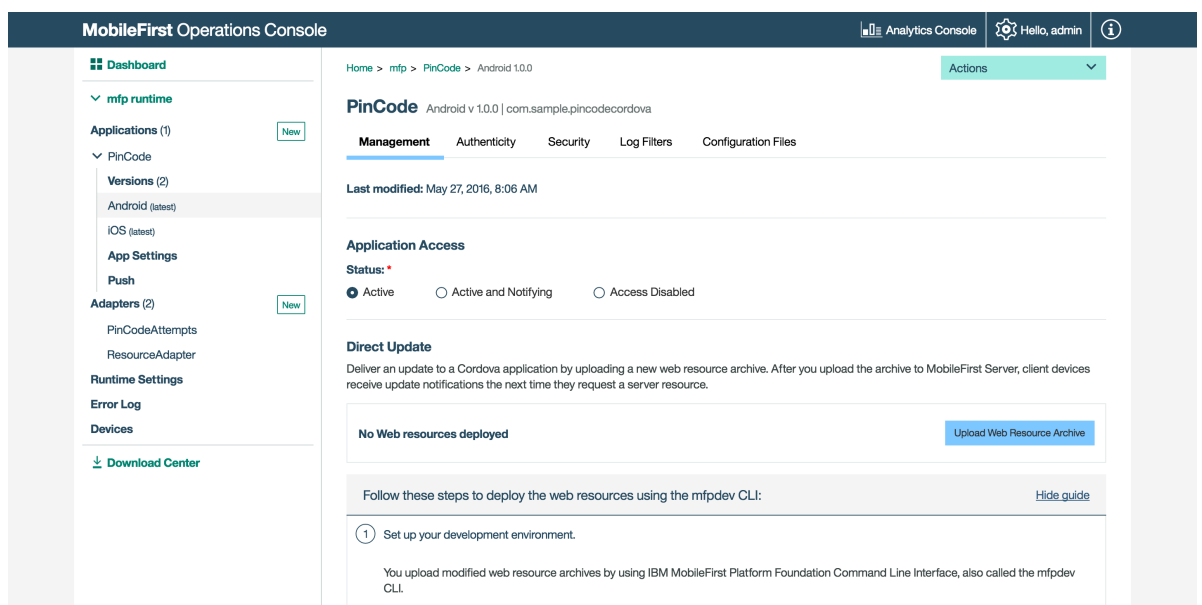 MobileFirst Operations Console
Analytics Console
Hello, admin
Dashboard
mfp runtime
Applications (1)
New
PinCode
Versions (2)
Android (latest)
iOS (latest)
App Settings
Push
Adapters (2)
New
PinCodeAttempts
ResourceAdapter
Runtime Settings
Error Log
Devices
Download Center
Home > mfp > PinCode > Android 1.0.0
Actions
PinCode Android v 1.0.0 | com.sample.pincodecordova
Management Authenticity Security Log Filters Configuration Files
Last modified: May 27, 2016, 8:06 AM
Application Access
Status: *
Active Active and Notifying Access Disabled
Direct Update
Deliver an update to a Cordova application by uploading a new web resource archive. After you upload the archive to MobileFirst Server, client devices
receive update notifications the next time they request a server resource.
No Web resources deployed
Upload Web Resource Archive
Follow these steps to deploy the web resources using the mfpdev CLI:
Hide guide
1 Set up your development environment.
You upload modified web resource archives by using IBM MobileFirst Platform Foundation Command Line Interface, also called the mfpdev
CLI.